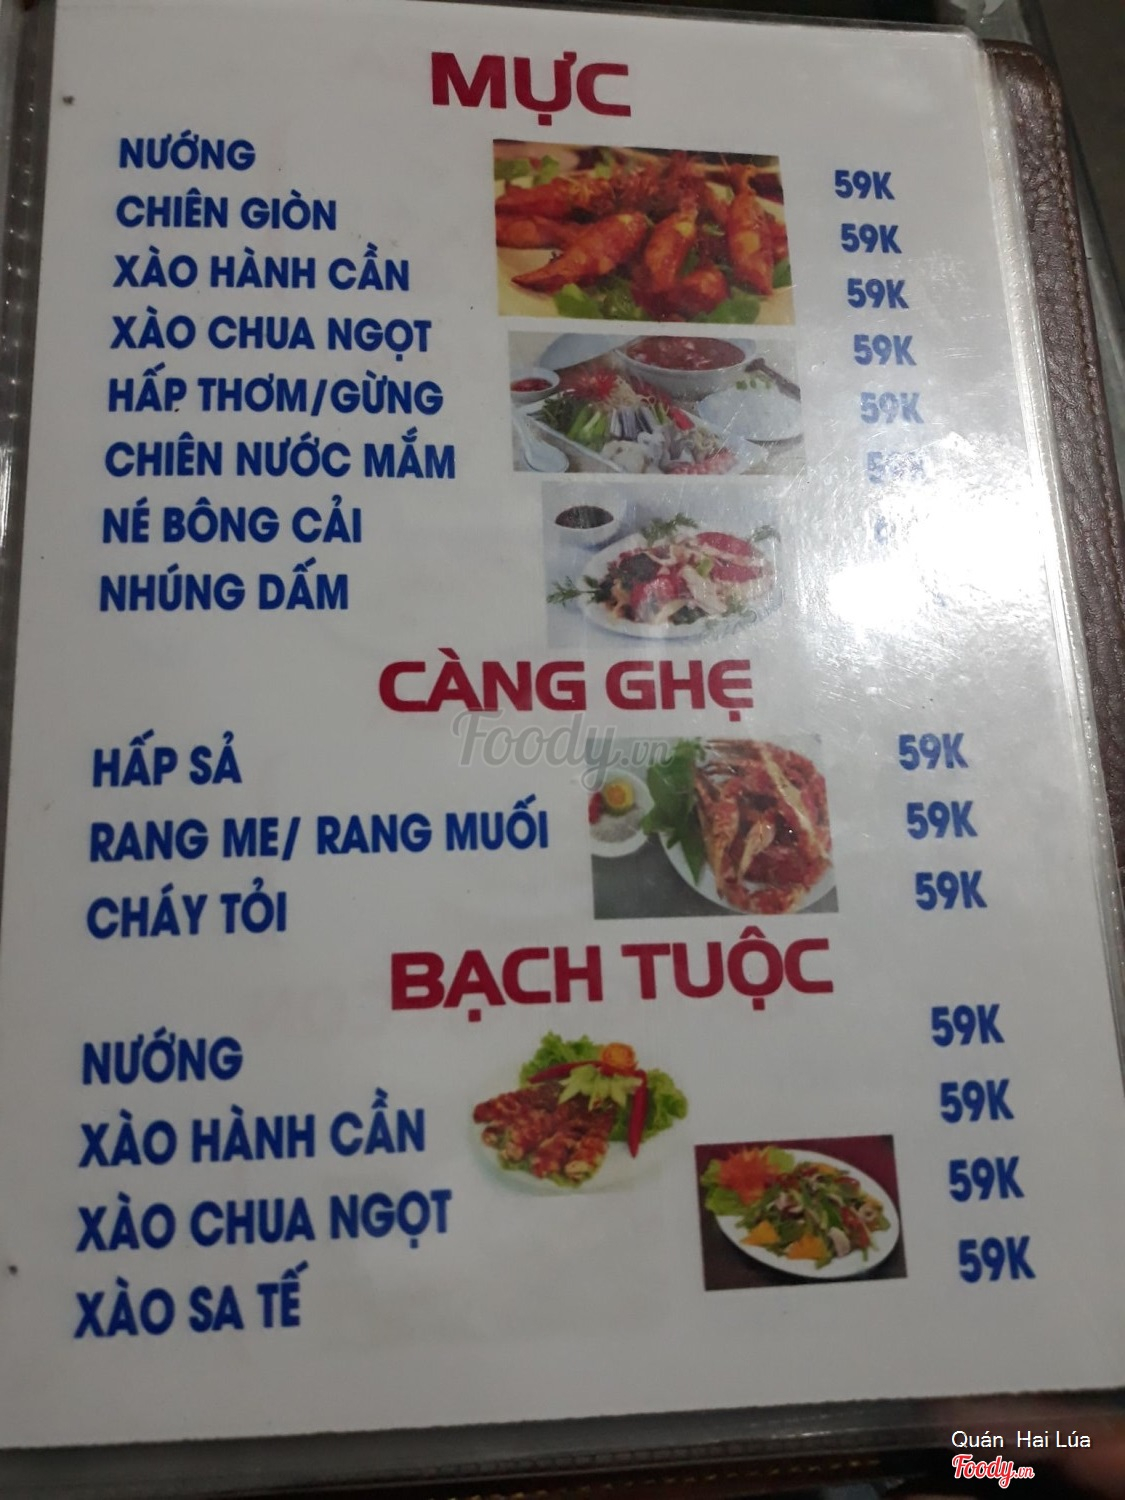 MỰC
NƯỚNG 59K
CHIÊN GIÒN 59K
XÀO HÀNH CẦN 59K
XÀO CHUA NGỌT 59K
HẤP THƠM/GỪNG 59K
CHIÊN NƯỚC MẮM
NÉ BÔNG CẢI
NHÚNG DẤM
CÀNG GHẸ
Foody.vn
HẤP SẢ 59K
RANG ME/ RANG MUỐI 59K
CHÁY TỎI 59K
BẠCH TUỘC
NƯỚNG 59K
XÀO HÀNH CẦN 59K
XÀO CHUA NGỌT 59K
XÀO SA TẾ 59K
Quán Hai Lúa
Foody.vn